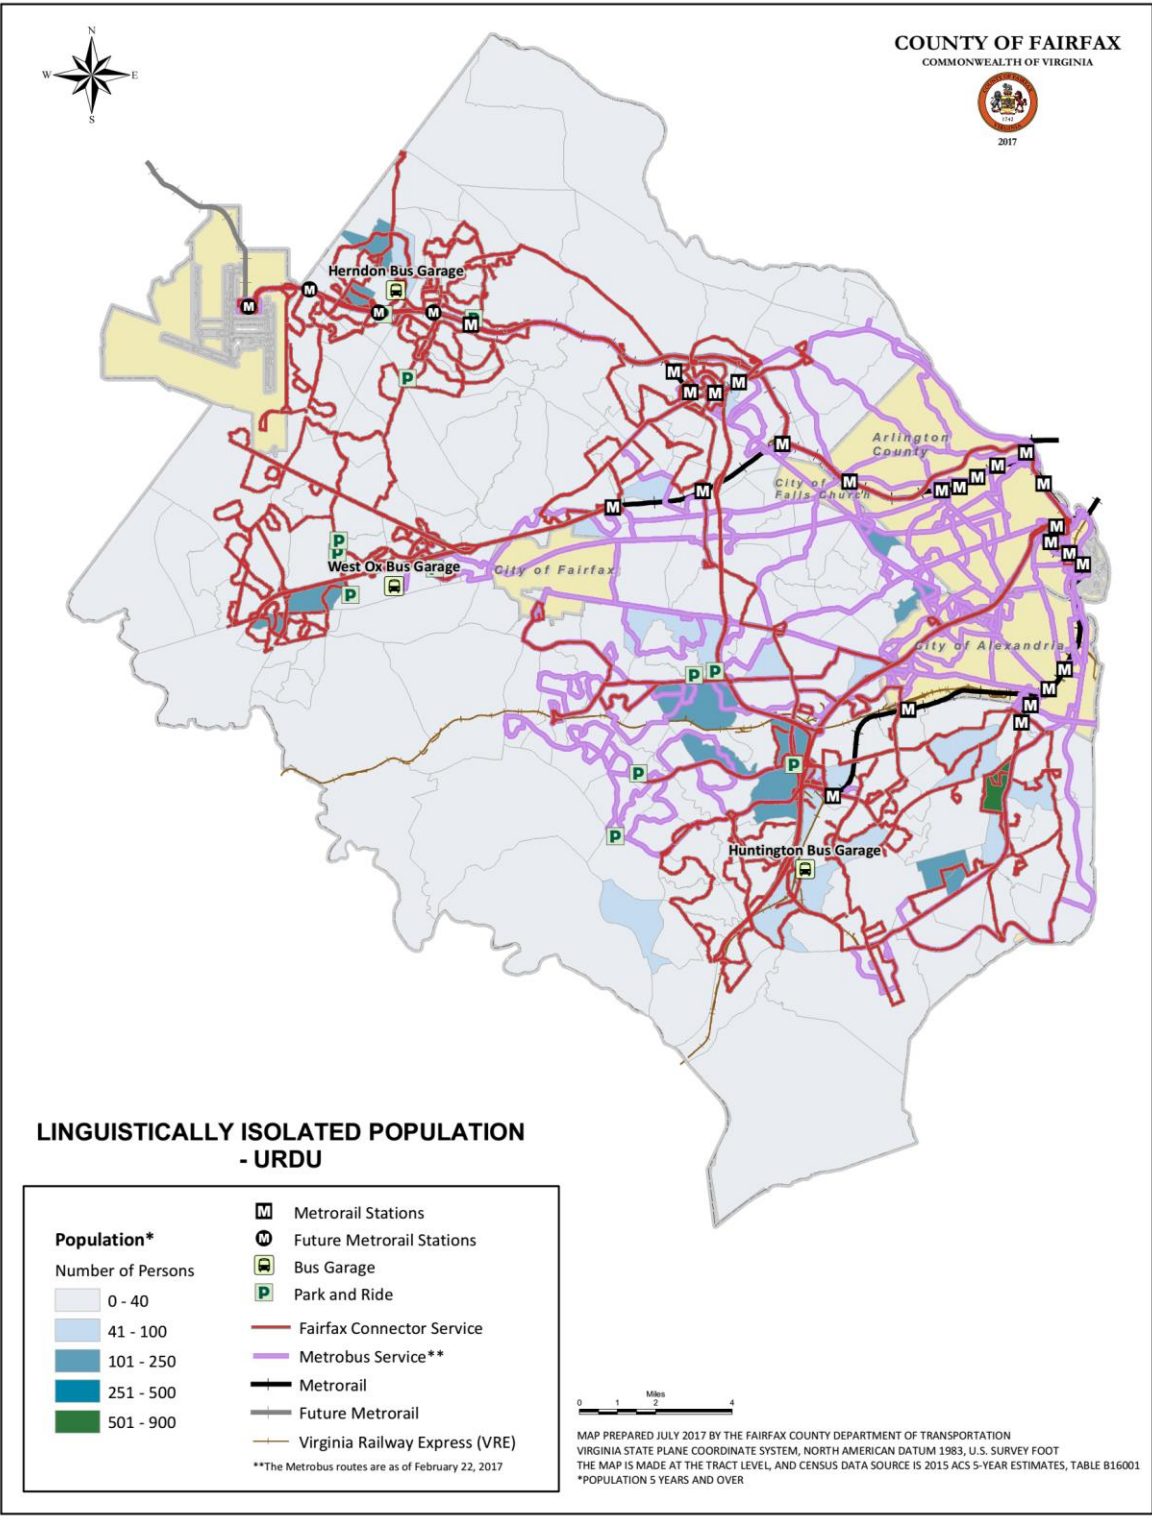 N
W
E
S
COUNTY OF FAIRFAX
COMMONWEALTH OF VIRGINIA
COUNTY OF FAIRFAX
1742
VIRGINIA
2017
Herndon Bus Garage
M
M
M
M
M
P
M
M
M
M
Arlington
County
M
City of
Falls Church
M
M
M
M
M
M
M
M
M
M
M
M
M
M
P
P
West Ox Bus Garage
City of Fairfax
P
City of Alexandria
P
P
M
M
M
M
M
P
P
M
P
Huntington Bus Garage
LINGUISTICALLY ISOLATED POPULATION
- URDU
Population*
Number of Persons
0 - 40
41 - 100
101 - 250
251 - 500
501 - 900
M Metrorail Stations
M Future Metrorail Stations
Bus Garage
P Park and Ride
Fairfax Connector Service
Metrobus Service**
Metrorail
Future Metrorail
Virginia Railway Express (VRE)
**The Metrobus routes are as of February 22, 2017
Miles
0 1 2 4
MAP PREPARED JULY 2017 BY THE FAIRFAX COUNTY DEPARTMENT OF TRANSPORTATION
VIRGINIA STATE PLANE COORDINATE SYSTEM, NORTH AMERICAN DATUM 1983, U.S. SURVEY FOOT
THE MAP IS MADE AT THE TRACT LEVEL, AND CENSUS DATA SOURCE IS 2015 ACS 5-YEAR ESTIMATES, TABLE B16001
*POPULATION 5 YEARS AND OVER